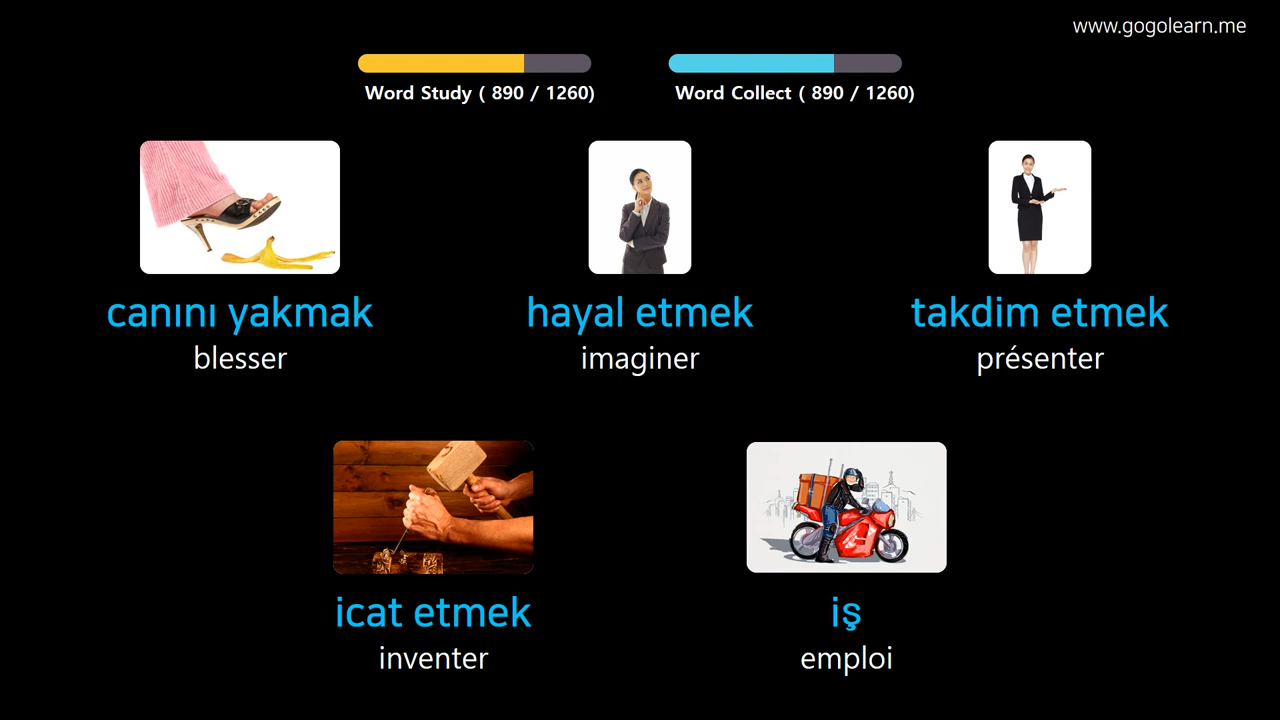 www.gogolearn.me
Word Study ( 890 / 1260)
Word Collect ( 890 / 1260)
canını yakmak
blesser
hayal etmek
imaginer
takdim etmek
présenter
icat etmek
inventer
iş
emploi